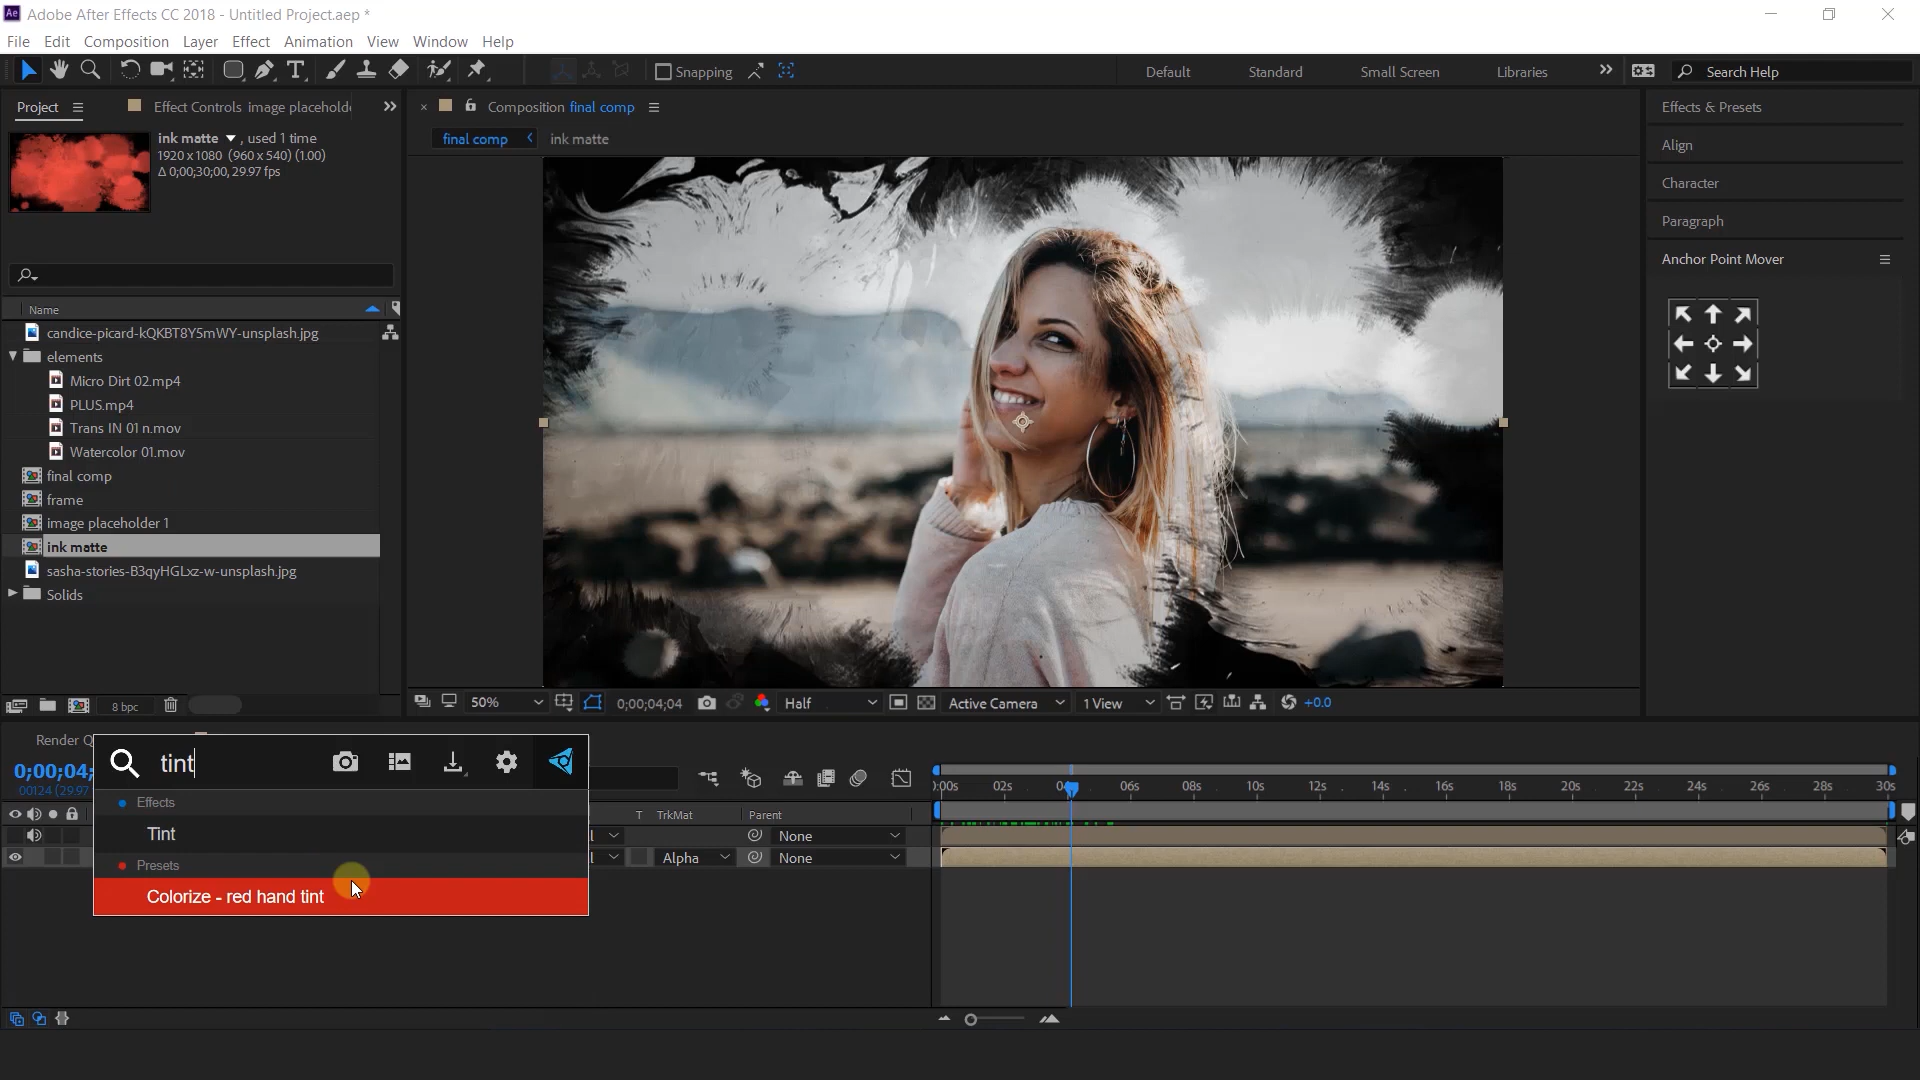 Ae Adobe After Effects CC 2018 - Untitled Project.aep *
File Edit Composition Layer Effect Animation View Window Help
Snapping Default Standard Small Screen Libraries Search Help
Project Effect Controls image placehold Composition final comp Effects & Presets
final comp ink matte
ink matte , used 1 time
1920 x 1080 (960 x 540) (1.00)
Δ 0;00;30;00, 29.97 fps
Align
Character
Paragraph
Anchor Point Mover
Name
candice-picard-kQKBT8Y5mWY-unsplash.jpg
elements
Micro Dirt 02.mp4
PLUS.mp4
Trans IN 01 n.mov
Watercolor 01.mov
final comp
frame
image placeholder 1
ink matte
sasha-stories-B3qyHGLxz-w-unsplash.jpg
Solids
8 bpc 50% 0;00;04;04 Half Active Camera 1 View +0.0
Render Q
tint
0;00;04;
00124 (29.97
Effects
Tint
Presets
Colorize - red hand tint
T TrkMat Parent
None
Alpha None
):00s 02s 04s 06s 08s 10s 12s 14s 16s 18s 20s 22s 24s 26s 28s 30s